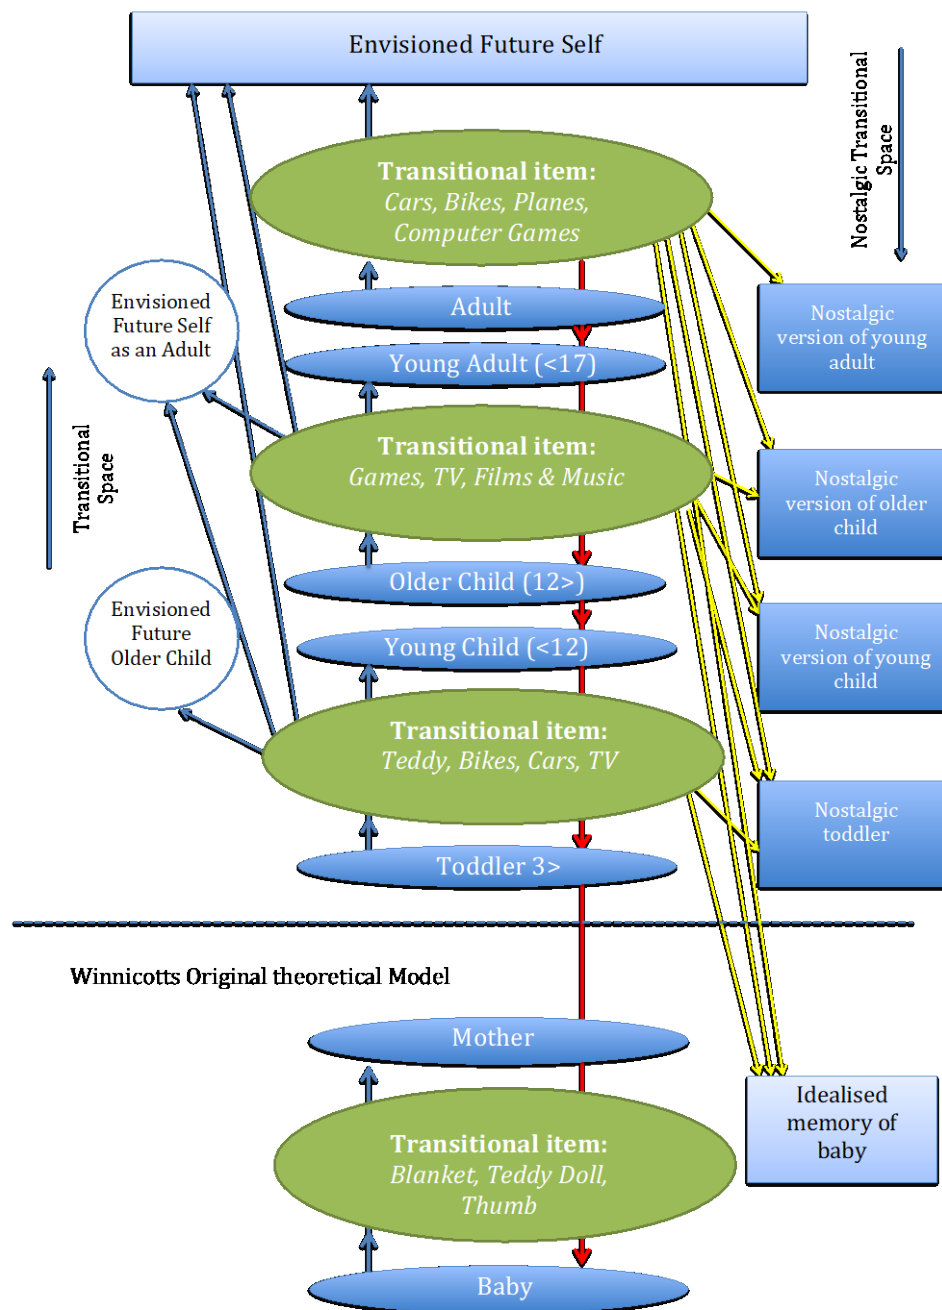 Envisioned Future Self
Nostalgic Transitional
Space
Transitional item:
Cars, Bikes, Planes,
Computer Games
Envisioned
Future Self
as an Adult
Adult
Nostalgic
version of young
adult
Young Adult (<17)
Transitional
Space
Transitional item:
Games, TV, Films & Music
Nostalgic
version of older
child
Older Child (12>)
Envisioned
Future
Older Child
Young Child (<12)
Nostalgic
version of young
child
Transitional item:
Teddy, Bikes, Cars, TV
Nostalgic
toddler
Toddler 3>
Winnicotts Original theoretical Model
Mother
Idealised
memory of
baby
Transitional item:
Blanket, Teddy Doll,
Thumb
Baby